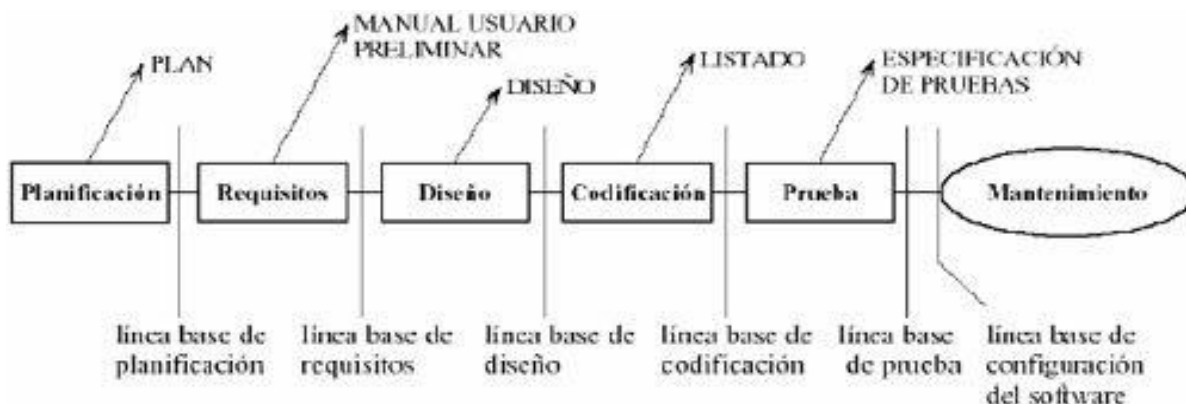 MANUAL USUARIO
PRELIMINAR
PLAN
DISEÑO
LISTADO
ESPECIFICACIÓN
DE PRUEBAS
Planificación
Requisitos
Diseño
Codificación
Prueba
Mantenimiento
línea base de
planificación
línea base de
requisitos
línea base de
diseño
línea base de
codificación
línea base
de prueba
línea base de
configuración
del software